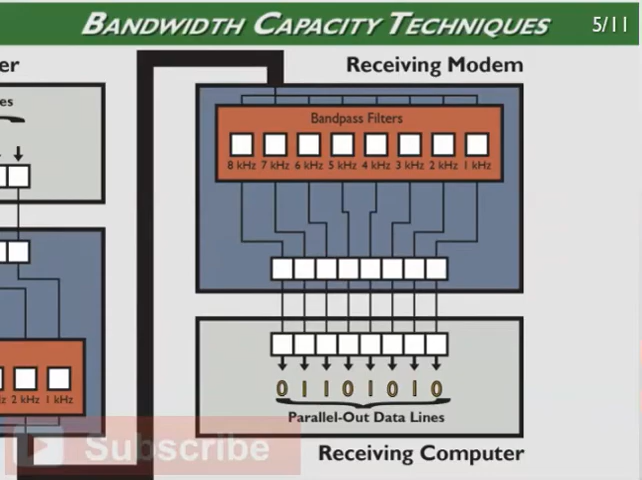 BANDWIDTH CAPACITY TECHNIQUES
5/11
er
Receiving Modem
es
Bandpass Filters
8 kHz 7 kHz 6 kHz 5 kHz 4 kHz 3 kHz 2 kHz 1 kHz
z 2 kHz 1 kHz
0 1 1 0 1 0 1 0
Parallel-Out Data Lines
Subscribe
Receiving Computer